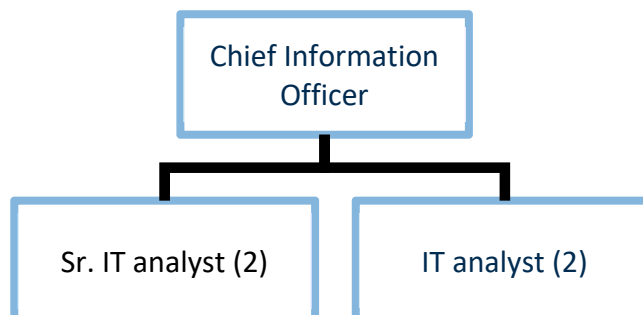 Chief Information
Officer
Sr. IT analyst (2)
IT analyst (2)